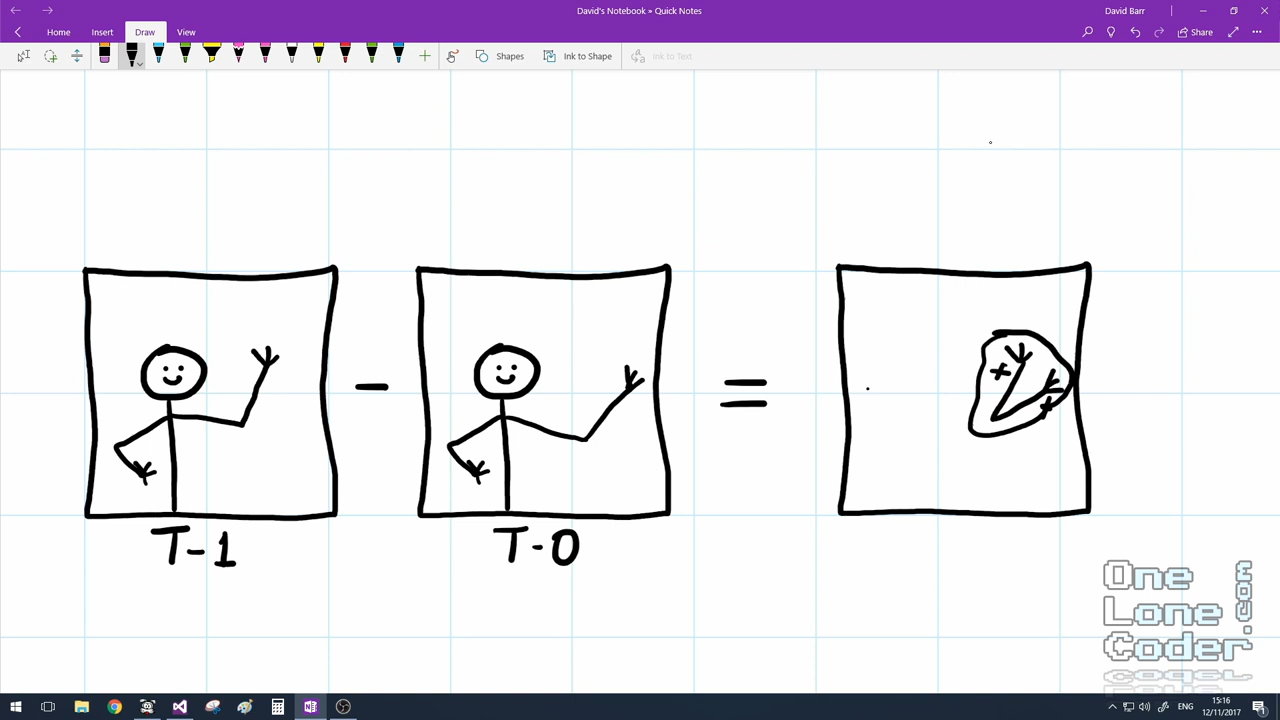 David's Notebook » Quick Notes
David Barr
Home Insert Draw View
Share
Shapes Ink to Shape Ink to Text
T-1
T-0
One
Lone
Coder
.com
ENG
15:16
12/11/2017